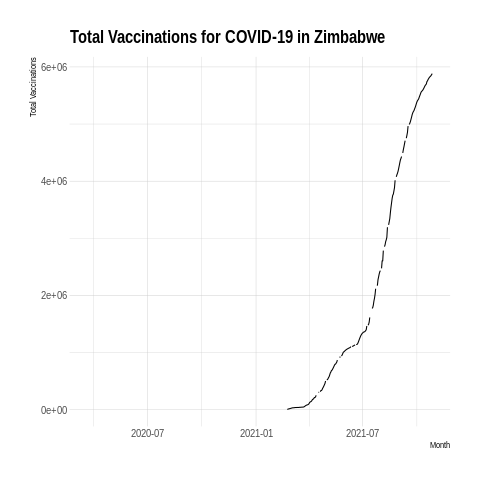 Total Vaccinations for COVID-19 in Zimbabwe
Total Vaccinations
6e+06
4e+06
2e+06
0e+00
2020-07
2021-01
2021-07
Month